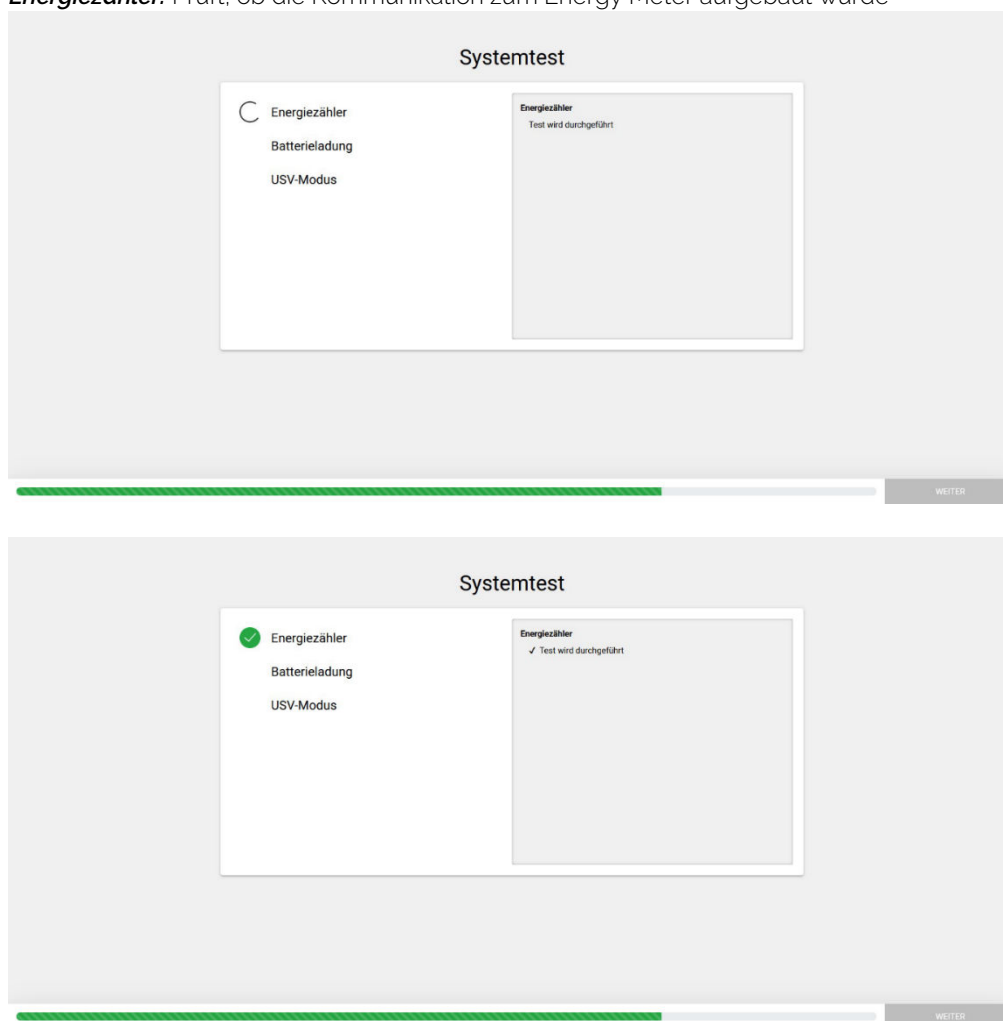 Energiezähler: Prüft, ob die Kommunikation zum Energy Meter aufgebaut wurde
Systemtest
Energiezähler
Batterieladung
USV-Modus
Energiezähler
Test wird durchgeführt
WEITER
Systemtest
Energiezähler
Batterieladung
USV-Modus
Energiezähler
✓ Test wird durchgeführt
WEITER